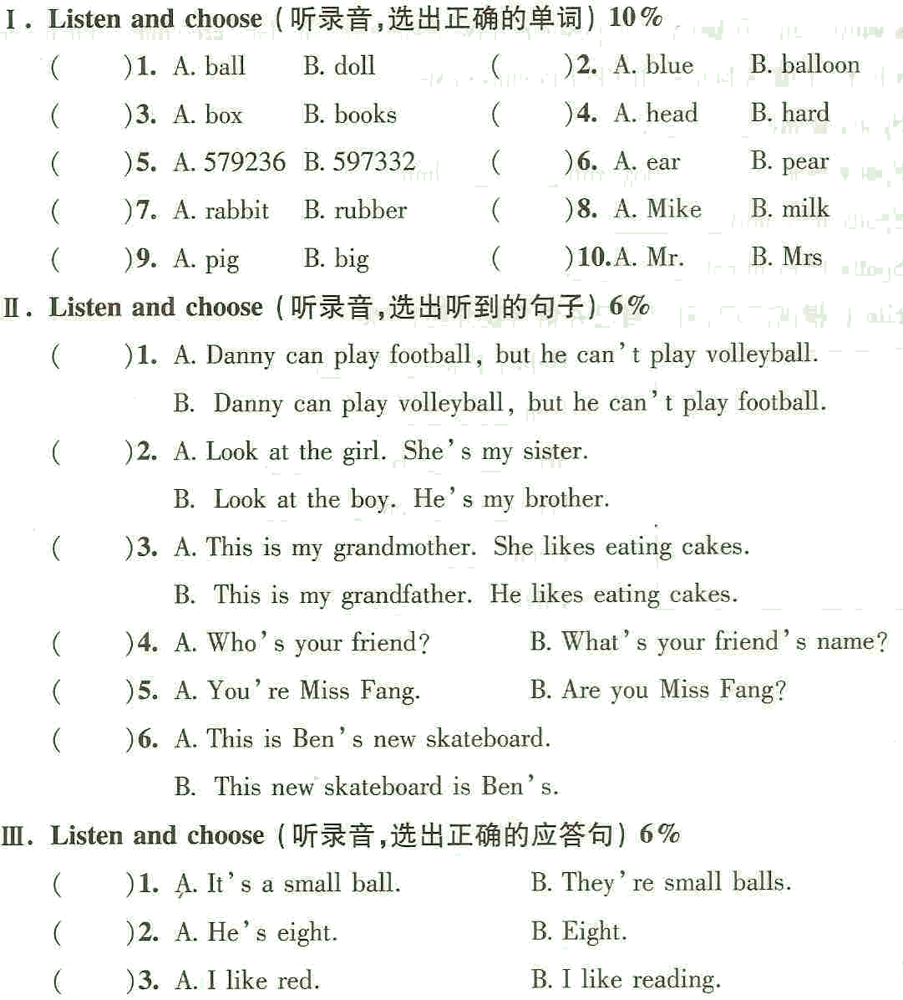 Ⅰ. Listen and choose (听录音,选出正确的单词) 10%
( )1. A. ball B. doll ( )2. A. blue B. balloon
( )3. A. box B. books ( )4. A. head B. hard
( )5. A. 579236 B. 597332 ( )6. A. ear B. pear
( )7. A. rabbit B. rubber ( )8. A. Mike B. milk
( )9. A. pig B. big ( )10. A. Mr. B. Mrs
Ⅱ. Listen and choose (听录音,选出听到的句子) 6%
( )1. A. Danny can play football, but he can't play volleyball.
B. Danny can play volleyball, but he can't play football.
( )2. A. Look at the girl. She's my sister.
B. Look at the boy. He's my brother.
( )3. A. This is my grandmother. She likes eating cakes.
B. This is my grandfather. He likes eating cakes.
( )4. A. Who's your friend? B. What's your friend's name?
( )5. A. You're Miss Fang. B. Are you Miss Fang?
( )6. A. This is Ben's new skateboard.
B. This new skateboard is Ben's.
Ⅲ. Listen and choose (听录音,选出正确的应答句) 6%
( )1. A. It's a small ball. B. They're small balls.
( )2. A. He's eight. B. Eight.
( )3. A. I like red. B. I like reading.